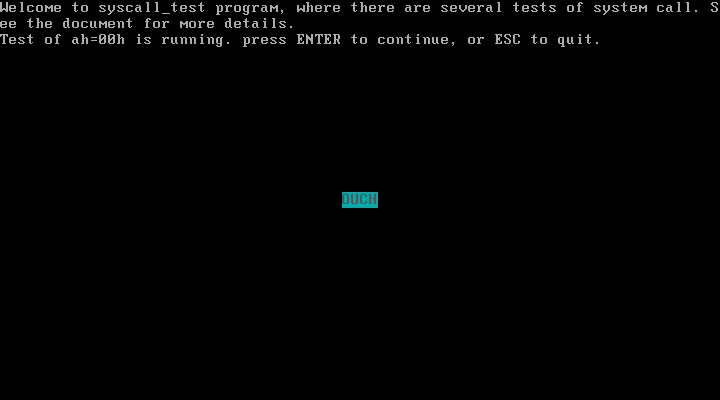 Welcome to syscall_test program, where there are several tests of system call. S
ee the document for more details.
Test of ah=00h is running. press ENTER to continue, or ESC to quit.
OUCH